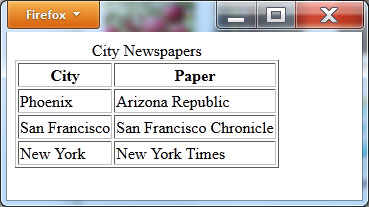 Firefox
City Newspapers
City Paper
Phoenix Arizona Republic
San Francisco San Francisco Chronicle
New York New York Times